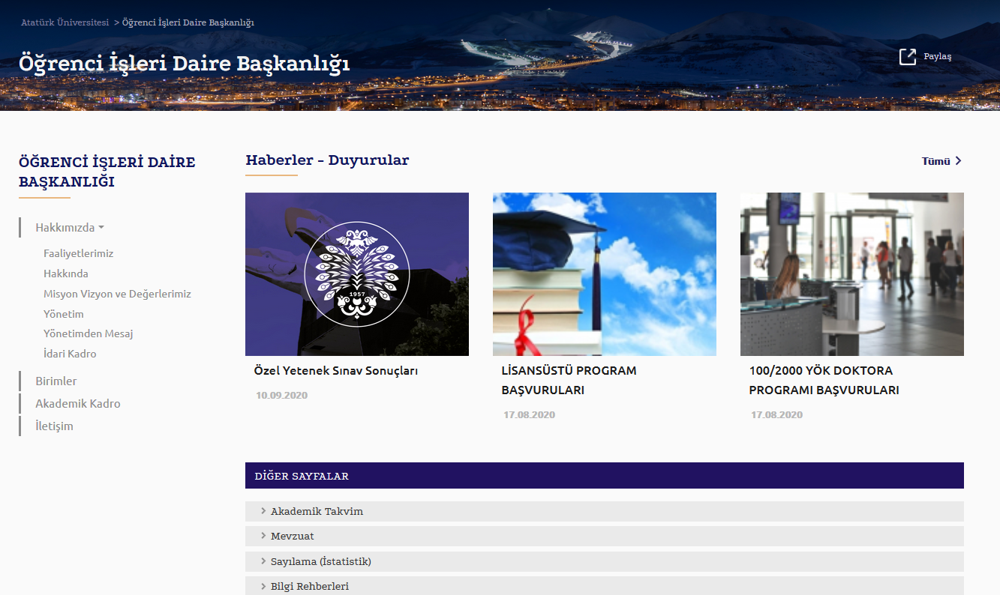 Atatürk Üniversitesi > Öğrenci İşleri Daire Başkanlığı
Öğrenci İşleri Daire Başkanlığı
Paylaş
ÖĞRENCİ İŞLERİ DAİRE
BAŞKANLIĞI
Hakkımızda
Faaliyetlerimiz
Hakkında
Misyon Vizyon ve Değerlerimiz
Yönetim
Yönetimden Mesaj
İdari Kadro
Birimler
Akademik Kadro
İletişim
Haberler - Duyurular
Tümü
1957
Özel Yetenek Sınav Sonuçları
10.09.2020
LİSANSÜSTÜ PROGRAM
BAŞVURULARI
17.08.2020
100/2000 YÖK DOKTORA
PROGRAMI BAŞVURULARI
17.08.2020
DİĞER SAYFALAR
Akademik Takvim
Mevzuat
Sayılama (İstatistik)
Bilgi Rehberleri